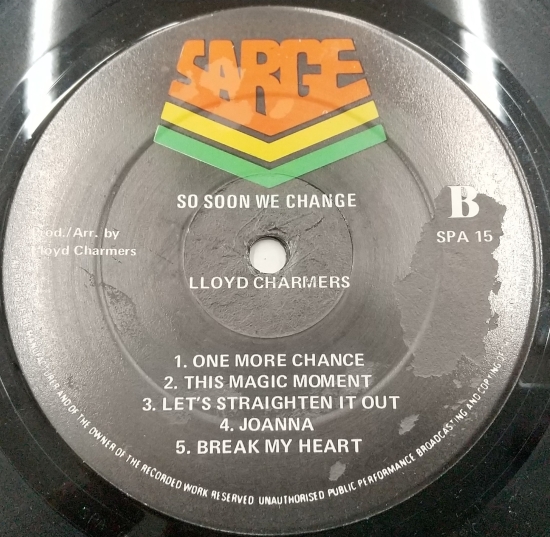 SARGE
SO SOON WE CHANGE
B
SPA 15
Prod./Arr. by
Lloyd Charmers
LLOYD CHARMERS
1. ONE MORE CHANCE
2. THIS MAGIC MOMENT
3. LET'S STRAIGHTEN IT OUT
4. JOANNA
5. BREAK MY HEART
AND OF THE OWNER OF THE RECORDED WORK RESERVED UNAUTHORISED PUBLIC PERFORMANCE BROADCASTING AND COPYING